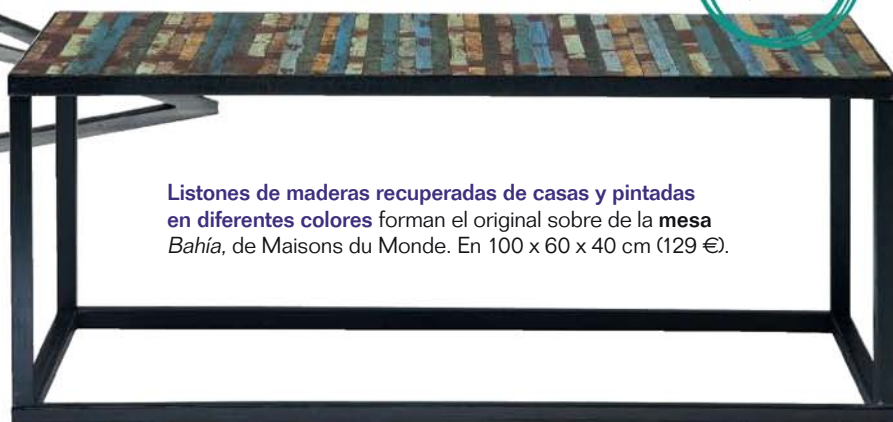 Listones de maderas recuperadas de casas y pintadas
en diferentes colores forman el original sobre de la mesa
Bahía, de Maisons du Monde. En 100 x 60 x 40 cm (129 €).